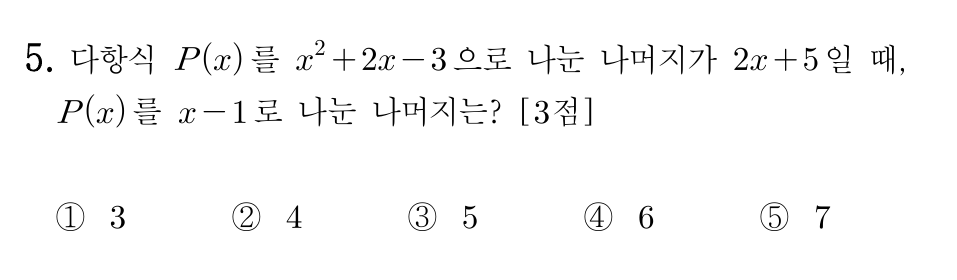 5. 다항식 P(x)를 x²+2x-3으로 나눈 나머지가 2x+5일 때,
P(x)를 x-1로 나눈 나머지는? [3점]
① 3 ② 4 ③ 5 ④ 6 ⑤ 7